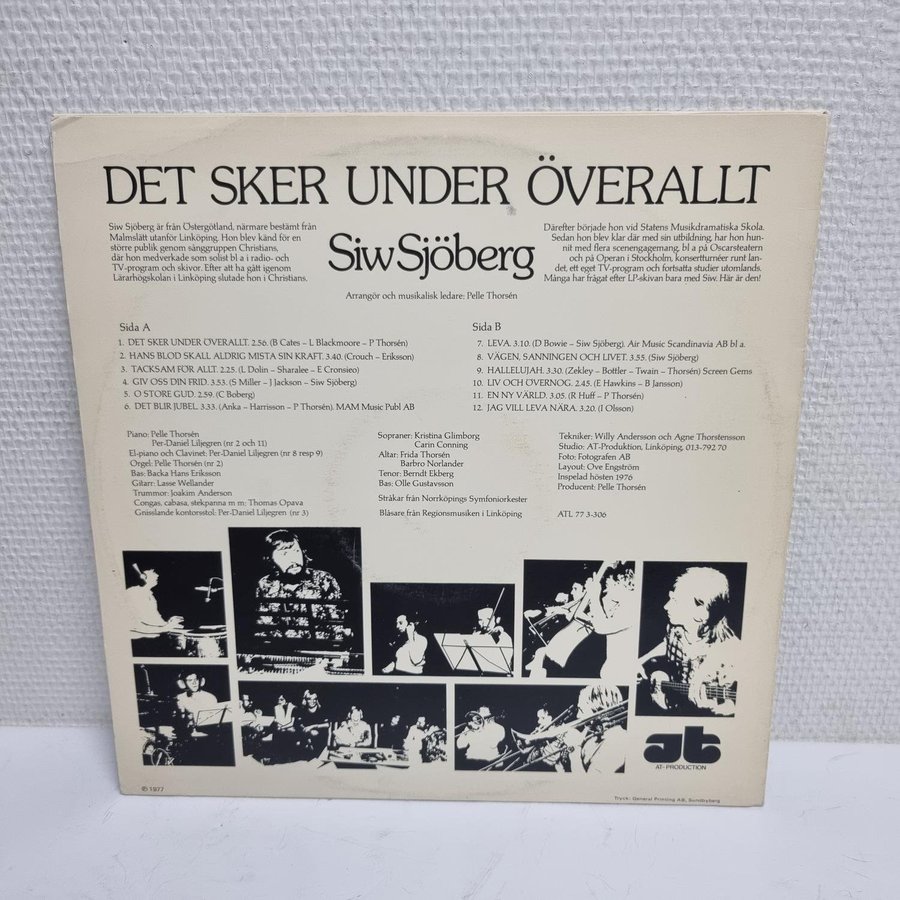 DET SKER UNDER ÖVERALLT
Siw Sjöberg är från Östergötland, närmare bestämt från
Malmslätt utanför Linköping. Hon blev känd för en
större publik genom sånggruppen Christians,
där hon medverkade som solist bl a i radio- och
TV-program och skivor. Efter att ha gått igenom
Lärarhögskolan i Linköping slutade hon i Christians.
Siw Sjöberg
Därefter började hon vid Statens Musikdramatiska Skola.
Sedan hon blev klar där med sin utbildning, har hon hun-
nit med flera scenengagemang, bl a på Oscarsteatern
och på Operan i Stockholm, konsertturnér runt lan-
det, ett eget TV-program och fortsatta studier utomlands.
Många har frågat efter LP-skivan bara med Siw. Här är den!
Arrangör och musikalisk ledare: Pelle Thorsén
Sida A
1. DET SKER UNDER ÖVERALLT. 2.56. (B Cates – L Blackmoore – P Thorsén)
2. HANS BLOD SKALL ALDRIG MISTA SIN KRAFT. 3.40. (Crouch – Eriksson)
3. TACKSAM FÖR ALLT. 2.25. (L Dolin – Sharalee – E Cronsieo)
4. GIV OSS DIN FRID. 3.53. (S Miller – J Jackson – Siw Sjöberg)
5. O STORE GUD. 2.59. (C Boberg)
6. DET BLIR JUBEL. 3.33. (Anka – Harrisson – P Thorsén). MAM Music Publ AB
Sida B
7. LEVA. 3.10. (D Bowie – Siw Sjöberg). Air Music Scandinavia AB bl a.
8. VÄGEN, SANNINGEN OCH LIVET. 3.55. (Siw Sjöberg)
9. HALLELUJAH. 3.30. (Zekley – Bottler – Twain – Thorsén) Screen Gems
10. LIV OCH ÖVERNOG. 2.45. (E Hawkins – B Jansson)
11. EN NY VÄRLD. 3.05. (R Huff – P Thorsén)
12. JAG VILL LEVA NÄRA. 3.20. (I Olsson)
Piano: Pelle Thorsén
Per-Daniel Liljegren (nr 2 och 11)
El-piano och Clavinet: Per-Daniel Liljegren (nr 8 resp 9)
Orgel: Pelle Thorsén (nr 2)
Bas: Backa Hans Eriksson
Gitarr: Lasse Wellander
Trummor: Joakim Anderson
Congas, cabasa, stekpanna m m: Thomas Opava
Gnisslande kontorsstol: Per-Daniel Liljegren (nr 3)
Sopraner: Kristina Glimborg
Carin Conning
Altar: Frida Thorsén
Barbro Norlander
Tenor: Berndt Ekberg
Bas: Olle Gustavsson
Stråkar från Norrköpings Symfoniorkester
Blåsare från Regionsmusiken i Linköping
Tekniker: Willy Andersson och Agne Thorstensson
Studio: AT-Produktion, Linköping, 013-792 70
Foto: Fotografen AB
Layout: Ove Engström
Inspelad hösten 1976
Producent: Pelle Thorsén
ATL 77 3-306
at
AT-PRODUCTION
℗ 1977
Tryck: General Printing AB, Sundbyberg